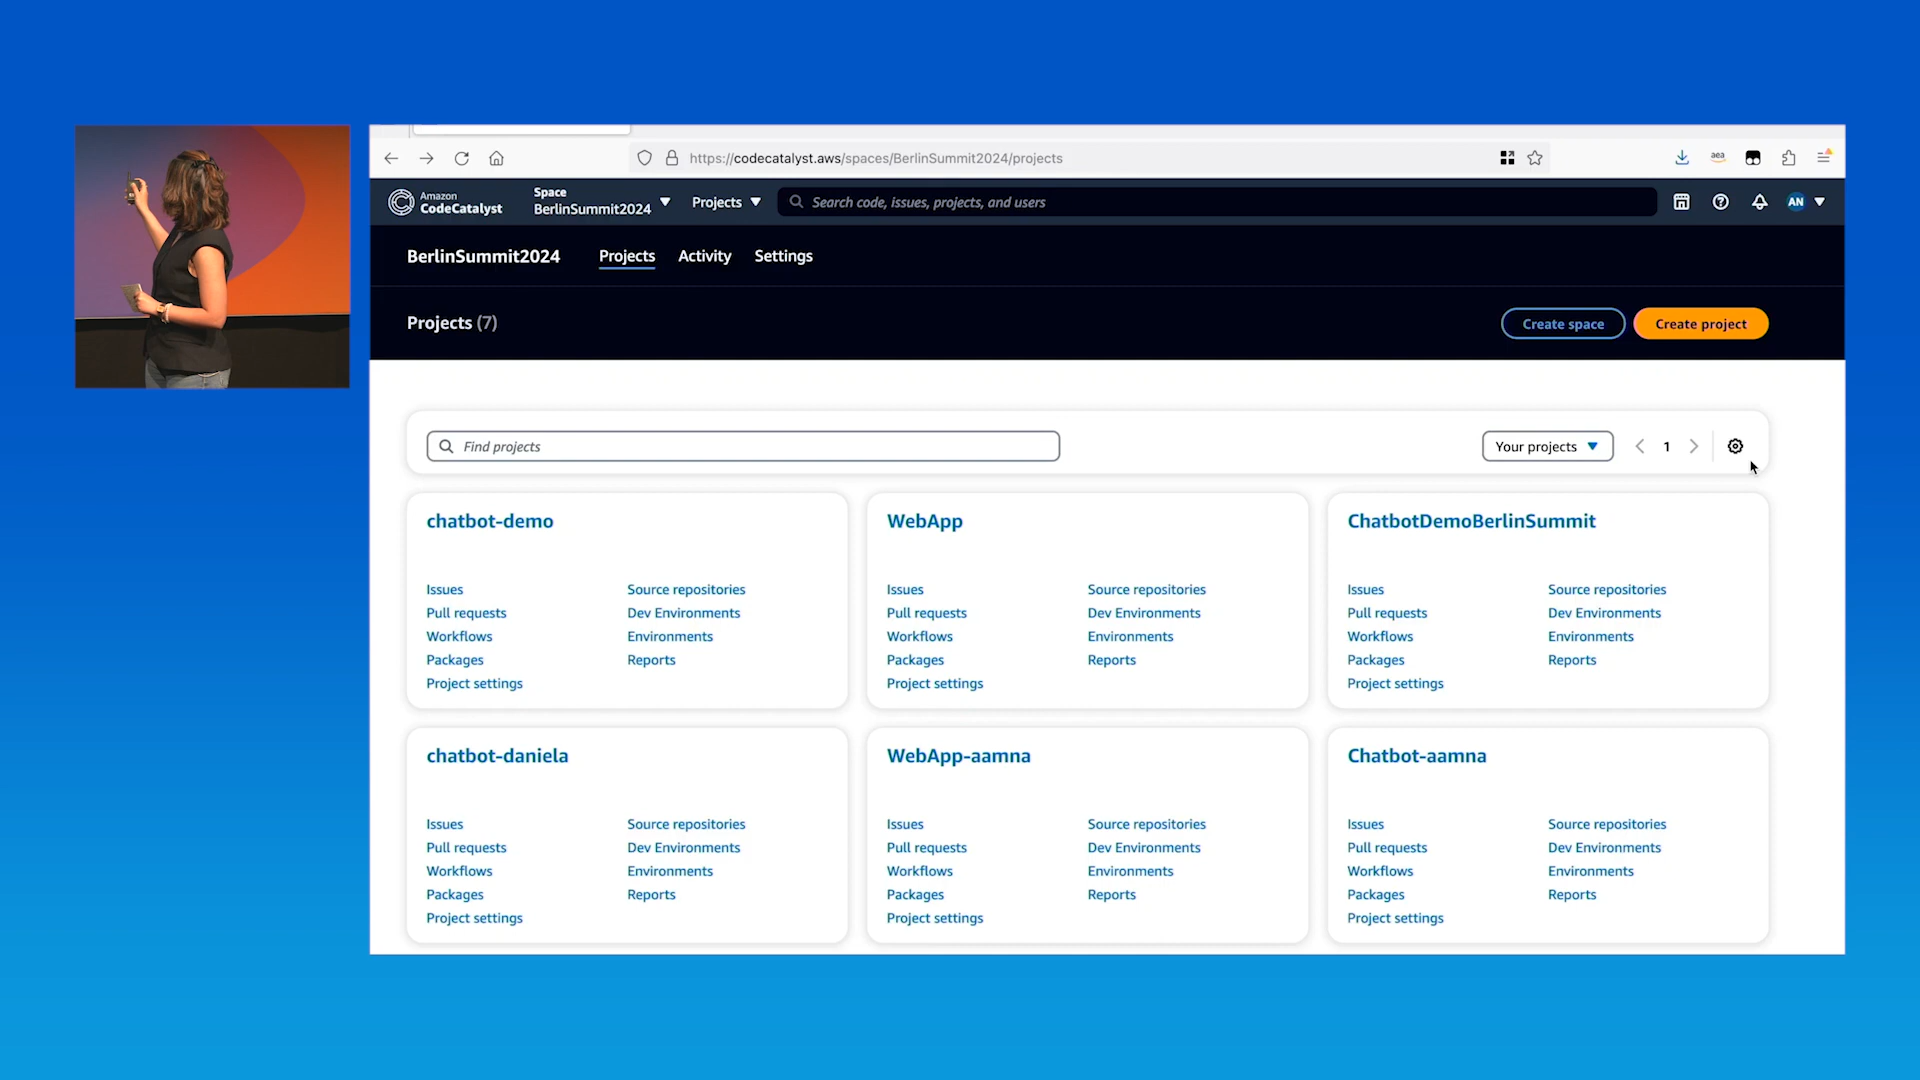 https://codecatalyst.aws/spaces/BerlinSummit2024/projects
aea
Amazon
CodeCatalyst
Space
BerlinSummit2024
Projects
Search code, issues, projects, and users
AN
BerlinSummit2024
Projects
Activity
Settings
Projects (7)
Create space
Create project
Find projects
Your projects
1
chatbot-demo
Issues
Source repositories
Pull requests
Dev Environments
Workflows
Environments
Packages
Reports
Project settings
WebApp
Issues
Source repositories
Pull requests
Dev Environments
Workflows
Environments
Packages
Reports
Project settings
ChatbotDemoBerlinSummit
Issues
Source repositories
Pull requests
Dev Environments
Workflows
Environments
Packages
Reports
Project settings
chatbot-daniela
Issues
Source repositories
Pull requests
Dev Environments
Workflows
Environments
Packages
Reports
Project settings
WebApp-aamna
Issues
Source repositories
Pull requests
Dev Environments
Workflows
Environments
Packages
Reports
Project settings
Chatbot-aamna
Issues
Source repositories
Pull requests
Dev Environments
Workflows
Environments
Packages
Reports
Project settings